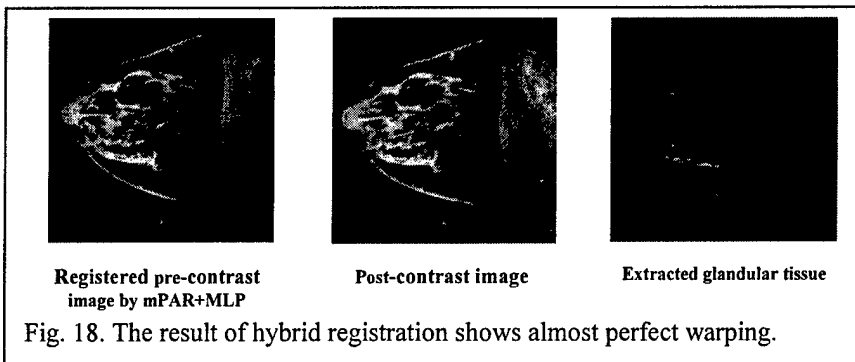 Registered pre-contrast
image by mPAR+MLP
Post-contrast image
Extracted glandular tissue
Fig. 18. The result of hybrid registration shows almost perfect warping.